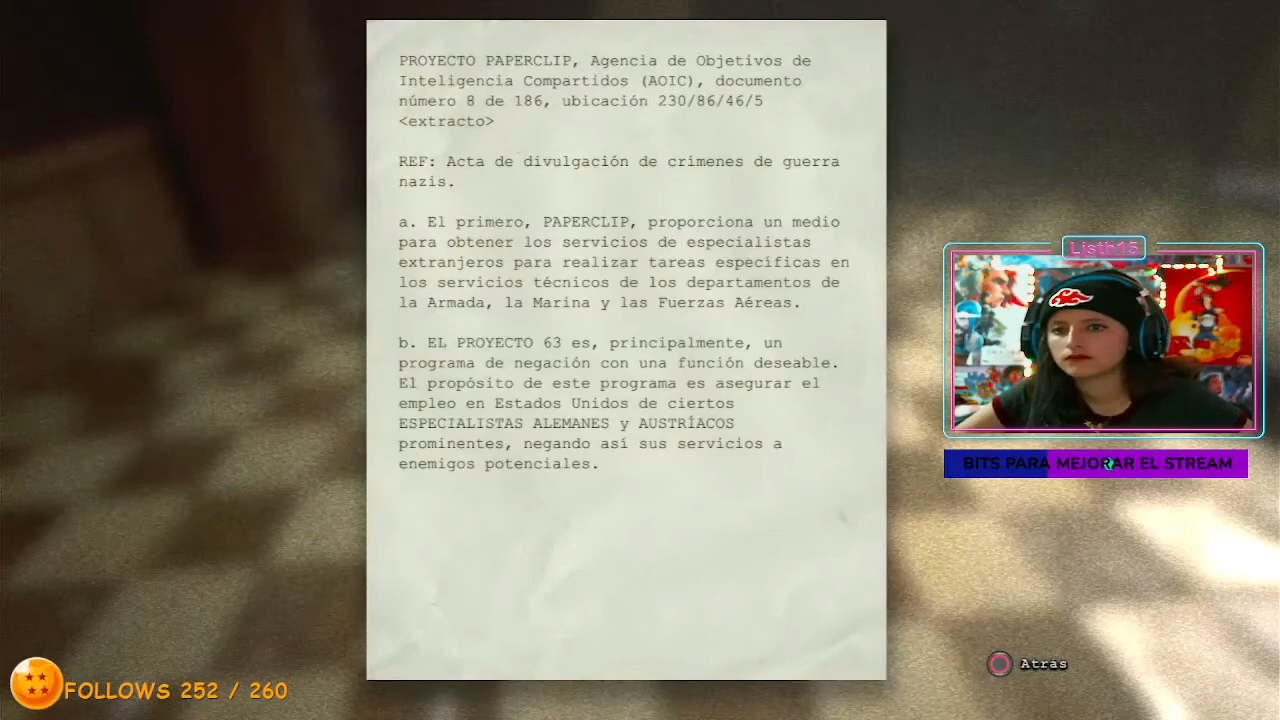 PROYECTO PAPERCLIP, Agencia de Objetivos de
Inteligencia Compartidos (AOIC), documento
número 8 de 186, ubicación 230/86/46/5
<extracto>
REF: Acta de divulgación de crímenes de guerra
nazis.
a. El primero, PAPERCLIP, proporciona un medio
para obtener los servicios de especialistas
extranjeros para realizar tareas específicas en
los servicios técnicos de los departamentos de
la Armada, la Marina y las Fuerzas Aéreas.
b. EL PROYECTO 63 es, principalmente, un
programa de negación con una función deseable.
El propósito de este programa es asegurar el
empleo en Estados Unidos de ciertos
ESPECIALISTAS ALEMANES y AUSTRÍACOS
prominentes, negando así sus servicios a
enemigos potenciales.
Listh15
BITS PARA MEJORAR EL STREAM
Atrás
FOLLOWS 252 / 260